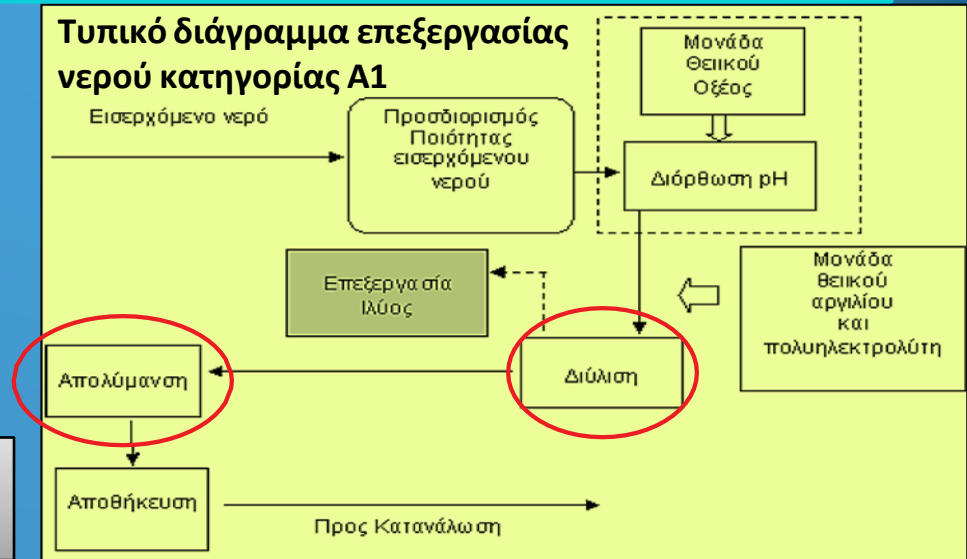 Τυπικό διάγραμμα επεξεργασίας
νερού κατηγορίας Α1
Μονάδα
Θειικού
Οξέος
Εισερχόμενο νερό
Προσδιορισμός
Ποιότητας
εισερχόμενου
νερού
Διόρθωση pH
Μονάδα
θειικού
αργιλίου
και
πολυηλεκτρολύτη
Επεξεργασία
Ιλύος
Απολύμανση
Διύλιση
Αποθήκευση
Προς Κατανάλωση